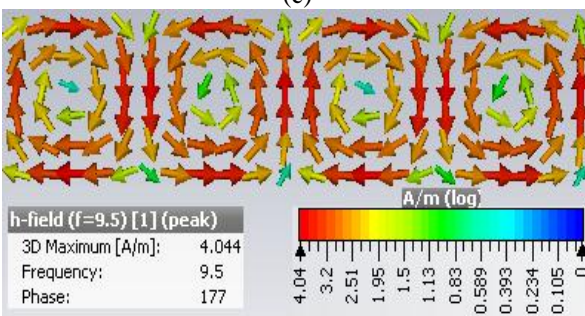 A/m (log)
h-field (f=9.5) [1] (peak)
3D Maximum [A/m]: 4.044
Frequency: 9.5
Phase: 177
4.04 3.2 2.51 1.95 1.5 1.13 0.83 0.589 0.393 0.234 0.105 0